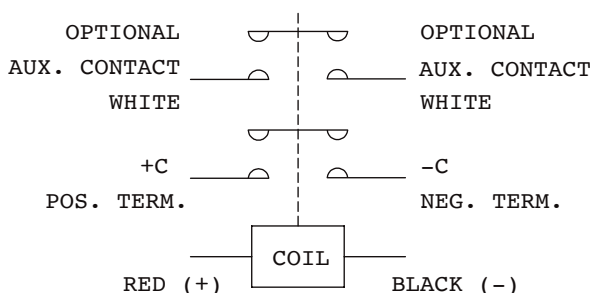 OPTIONAL OPTIONAL
AUX. CONTACT AUX. CONTACT
WHITE WHITE
+C -C
POS. TERM. NEG. TERM.
COIL
RED (+) BLACK (-)